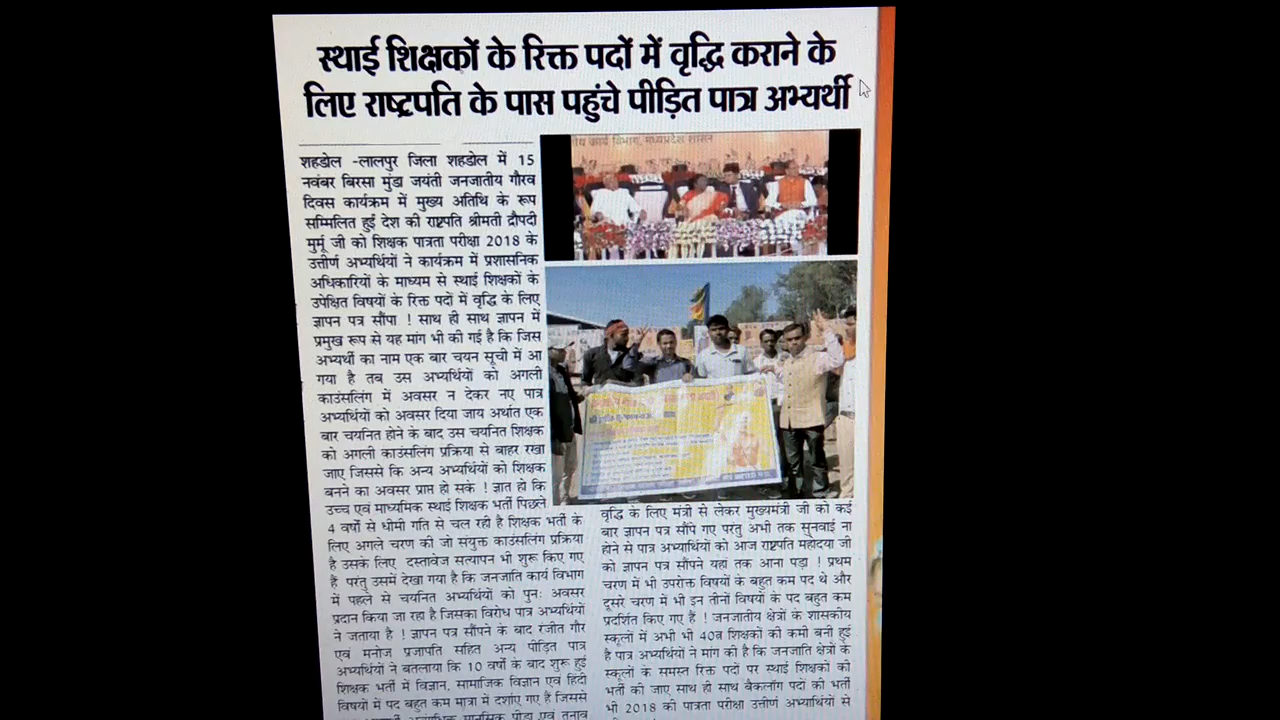 स्थाई शिक्षकों के रिक्त पदों में वृद्धि कराने के
लिए राष्ट्रपति के पास पहुंचे पीड़ित पात्र अभ्यर्थी
शहडोल -लालपुर जिला शहडोल में 15
नवंबर बिरसा मुंडा जयंती जनजातीय गौरव
दिवस कार्यक्रम में मुख्य अतिथि के रूप
सम्मिलित हुई देश की राष्ट्रपति श्रीमती द्रौपदी
मुर्मू जी को शिक्षक पात्रता परीक्षा 2018 के
उत्तीर्ण अभ्यर्थियों ने कार्यक्रम में प्रशासनिक
अधिकारियों के माध्यम से स्थाई शिक्षकों के
उपेक्षित विषयों के रिक्त पदों में वृद्धि के लिए
ज्ञापन पत्र सौंपा ! साथ ही साथ ज्ञापन में
प्रमुख रूप से यह मांग भी की गई है कि जिस
अभ्यर्थी का नाम एक बार चयन सूची में आ
गया है तब उस अभ्यर्थियों को अगली
काउंसलिंग में अवसर न देकर नए पात्र
अभ्यर्थियों को अवसर दिया जाय अर्थात एक
बार चयनित होने के बाद उस चयनित शिक्षक
को अगली काउंसलिंग प्रक्रिया से बाहर रखा
जाए जिससे कि अन्य अभ्यर्थियों को शिक्षक
बनने का अवसर प्राप्त हो सके ! ज्ञात हो कि
उच्च एवं माध्यमिक स्थाई शिक्षक भर्ती पिछले
4 वर्षों से धीमी गति से चल रही है शिक्षक भर्ती के
लिए अगले चरण की जो संयुक्त काउंसलिंग प्रक्रिया
है उसके लिए दस्तावेज सत्यापन भी शुरू किए गए
हैं परंतु उसमें देखा गया है कि जनजाति कार्य विभाग
में पहले से चयनित अभ्यर्थियों को पुनः अवसर
प्रदान किया जा रहा है जिसका विरोध पात्र अभ्यर्थियों
ने जताया है ! ज्ञापन पत्र सौंपने के बाद रंजीत गौर
एवं मनोज प्रजापति सहित अन्य पीड़ित पात्र
अभ्यर्थियों ने बतलाया कि 10 वर्षों के बाद शुरू हुई
शिक्षक भर्ती में विज्ञान, सामाजिक विज्ञान एवं हिंदी
विषयों में पद बहुत कम मात्रा में दर्शाए गए हैं जिससे
मानसिक पीड़ा एवं तनाव
कार्य विभाग, मध्यप्रदेश शासन
वृद्धि के लिए मंत्री से लेकर मुख्यमंत्री जी को कई
बार ज्ञापन पत्र सौंपे गए परंतु अभी तक सुनवाई ना
होने से पात्र अभ्यार्थियों को आज राष्ट्रपति महोदया जी
को ज्ञापन पत्र सौंपने यहां तक आना पड़ा ! प्रथम
चरण में भी उपरोक्त विषयों के बहुत कम पद थे और
दूसरे चरण में भी इन तीनों विषयों के पद बहुत कम
प्रदर्शित किए गए हैं ! जनजातीय क्षेत्रों के शासकीय
स्कूलों में अभी भी 40त्न शिक्षकों की कमी बनी हुई
है पात्र अभ्यर्थियों ने मांग की है कि जनजाति क्षेत्रों के
स्कूलों के समस्त रिक्त पदों पर स्थाई शिक्षकों की
भर्ती की जाए साथ ही साथ बैकलॉग पदों की भर्ती
भी 2018 की पात्रता परीक्षा उत्तीर्ण अभ्यार्थियों से